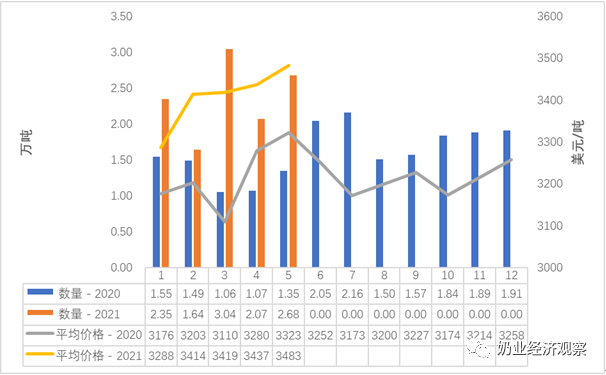 3.50 3600
3.00 3500
2.50 3400
2.00 3300
1.50 3200
1.00 3100
0.50
0.00 3000
万吨
美元/吨
1 2 3 4 5 6 7 8 9 10 11 12
数量 - 2020 1.55 1.49 1.06 1.07 1.35 2.05 2.16 1.50 1.57 1.84 1.89 1.91
数量 - 2021 2.35 1.64 3.04 2.07 2.68 0.00 0.00 0.00 0.00 0.00 0.00 0.00
平均价格 - 2020 3176 3203 3110 3280 3323 3252 3173 3200 3227 3174 3214 3258
平均价格 - 2021 3288 3414 3419 3437 3483
奶业经济观察